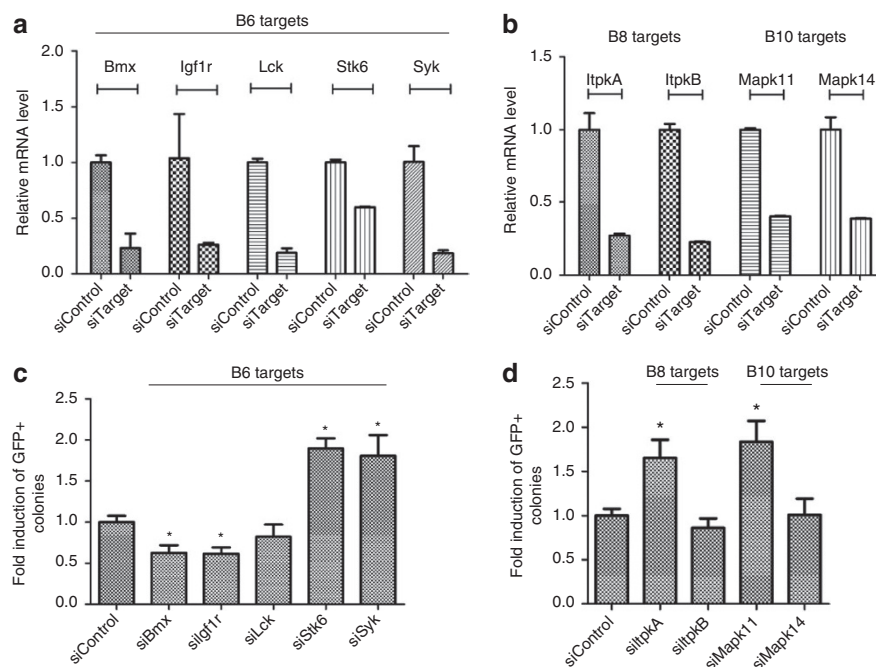 a
B6 targets
Bmx Igf1r Lck Stk6 Syk
Relative mRNA level
2.0
1.5
1.0
0.5
0.0
siControl siTarget siControl siTarget siControl siTarget siControl siTarget siControl siTarget
b
B8 targets B10 targets
ItpkA ItpkB Mapk11 Mapk14
Relative mRNA level
1.5
1.0
0.5
0.0
siControl siTarget siControl siTarget siControl siTarget siControl siTarget
c
B6 targets
Fold induction of GFP+
colonies
2.5
2.0
1.5
1.0
0.5
0.0
* * * *
siControl siBmx siIgf1r siLck siStk6 siSyk
d
B8 targets B10 targets
Fold induction of GFP+
colonies
2.5
2.0
1.5
1.0
0.5
0.0
* *
siControl siItpkA siItpkB siMapk11 siMapk14